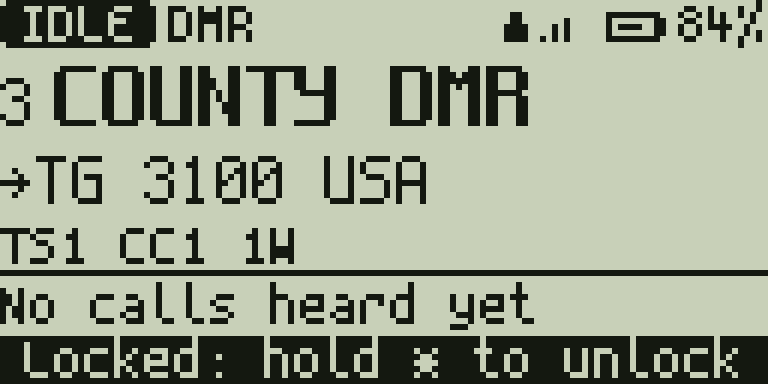 IDLE DMR 84%
3 COUNTY DMR
→TG 3100 USA
TS1 CC1 1W
No calls heard yet
Locked: hold * to unlock